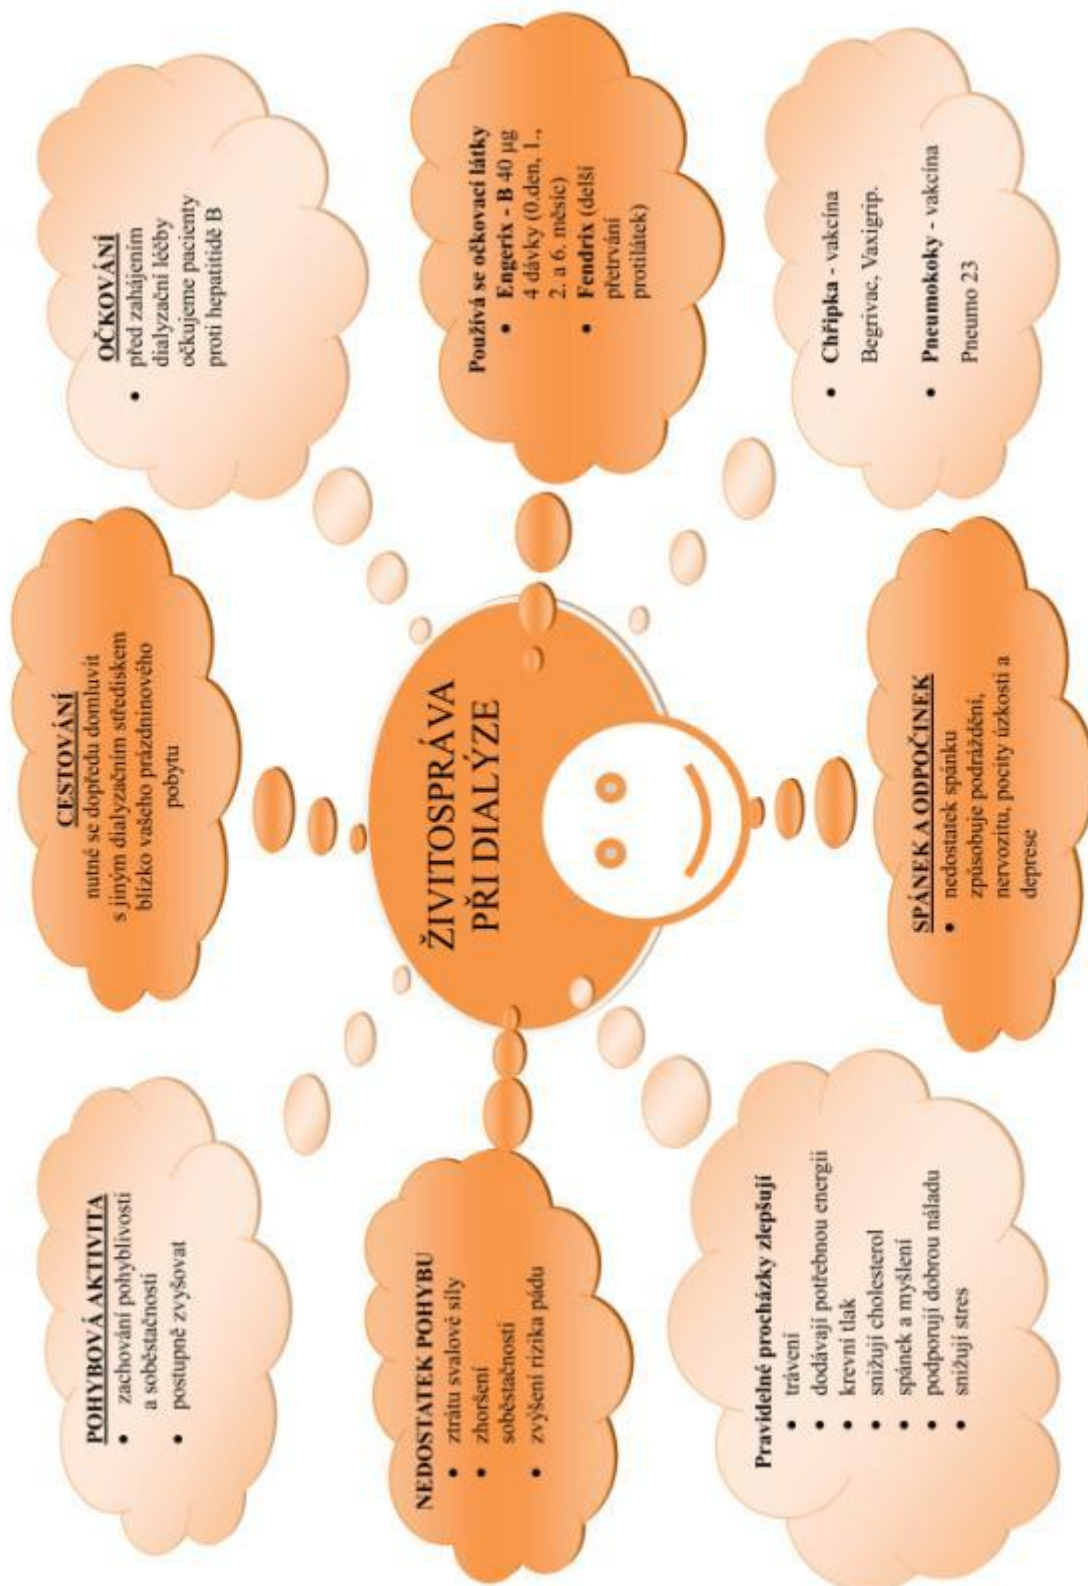 ŽIVITOSPRÁVA
PŘI DIALÝZE
POHYBOVÁ AKTIVITA
• zachování pohyblivosti
a soběstačnosti
• postupně zvyšovat
CESTOVÁNÍ
nutné se dopředu domluvit
s jiným dialyzačním střediskem
blízko vašeho prázdninového
pobytu
OČKOVÁNÍ
• před zahájením
dialyzační léčby
očkujeme pacienty
proti hepatitidě B
NEDOSTATEK POHYBU
• ztrátu svalové síly
• zhoršení
soběstačnosti
• zvýšení rizika pádu
Používá se očkovací látky
• Engerix - B 40 µg
4 dávky (0.den, 1.,
2. a 6. měsíc)
• Fendrix (delší
přetrvání
protilátek)
Pravidelné procházky zlepšují
• trávení
• dodávají potřebnou energii
• krevní tlak
• snižují cholesterol
• spánek a myšlení
• podporují dobrou náladu
• snižují stres
SPÁNEK A ODPOČINEK
• nedostatek spánku
způsobuje podráždění,
nervozitu, pocity úzkosti a
deprese
• Chřipka - vakcína
Begrivac, Vaxigrip.
• Pneumokoky - vakcína
Pneumo 23